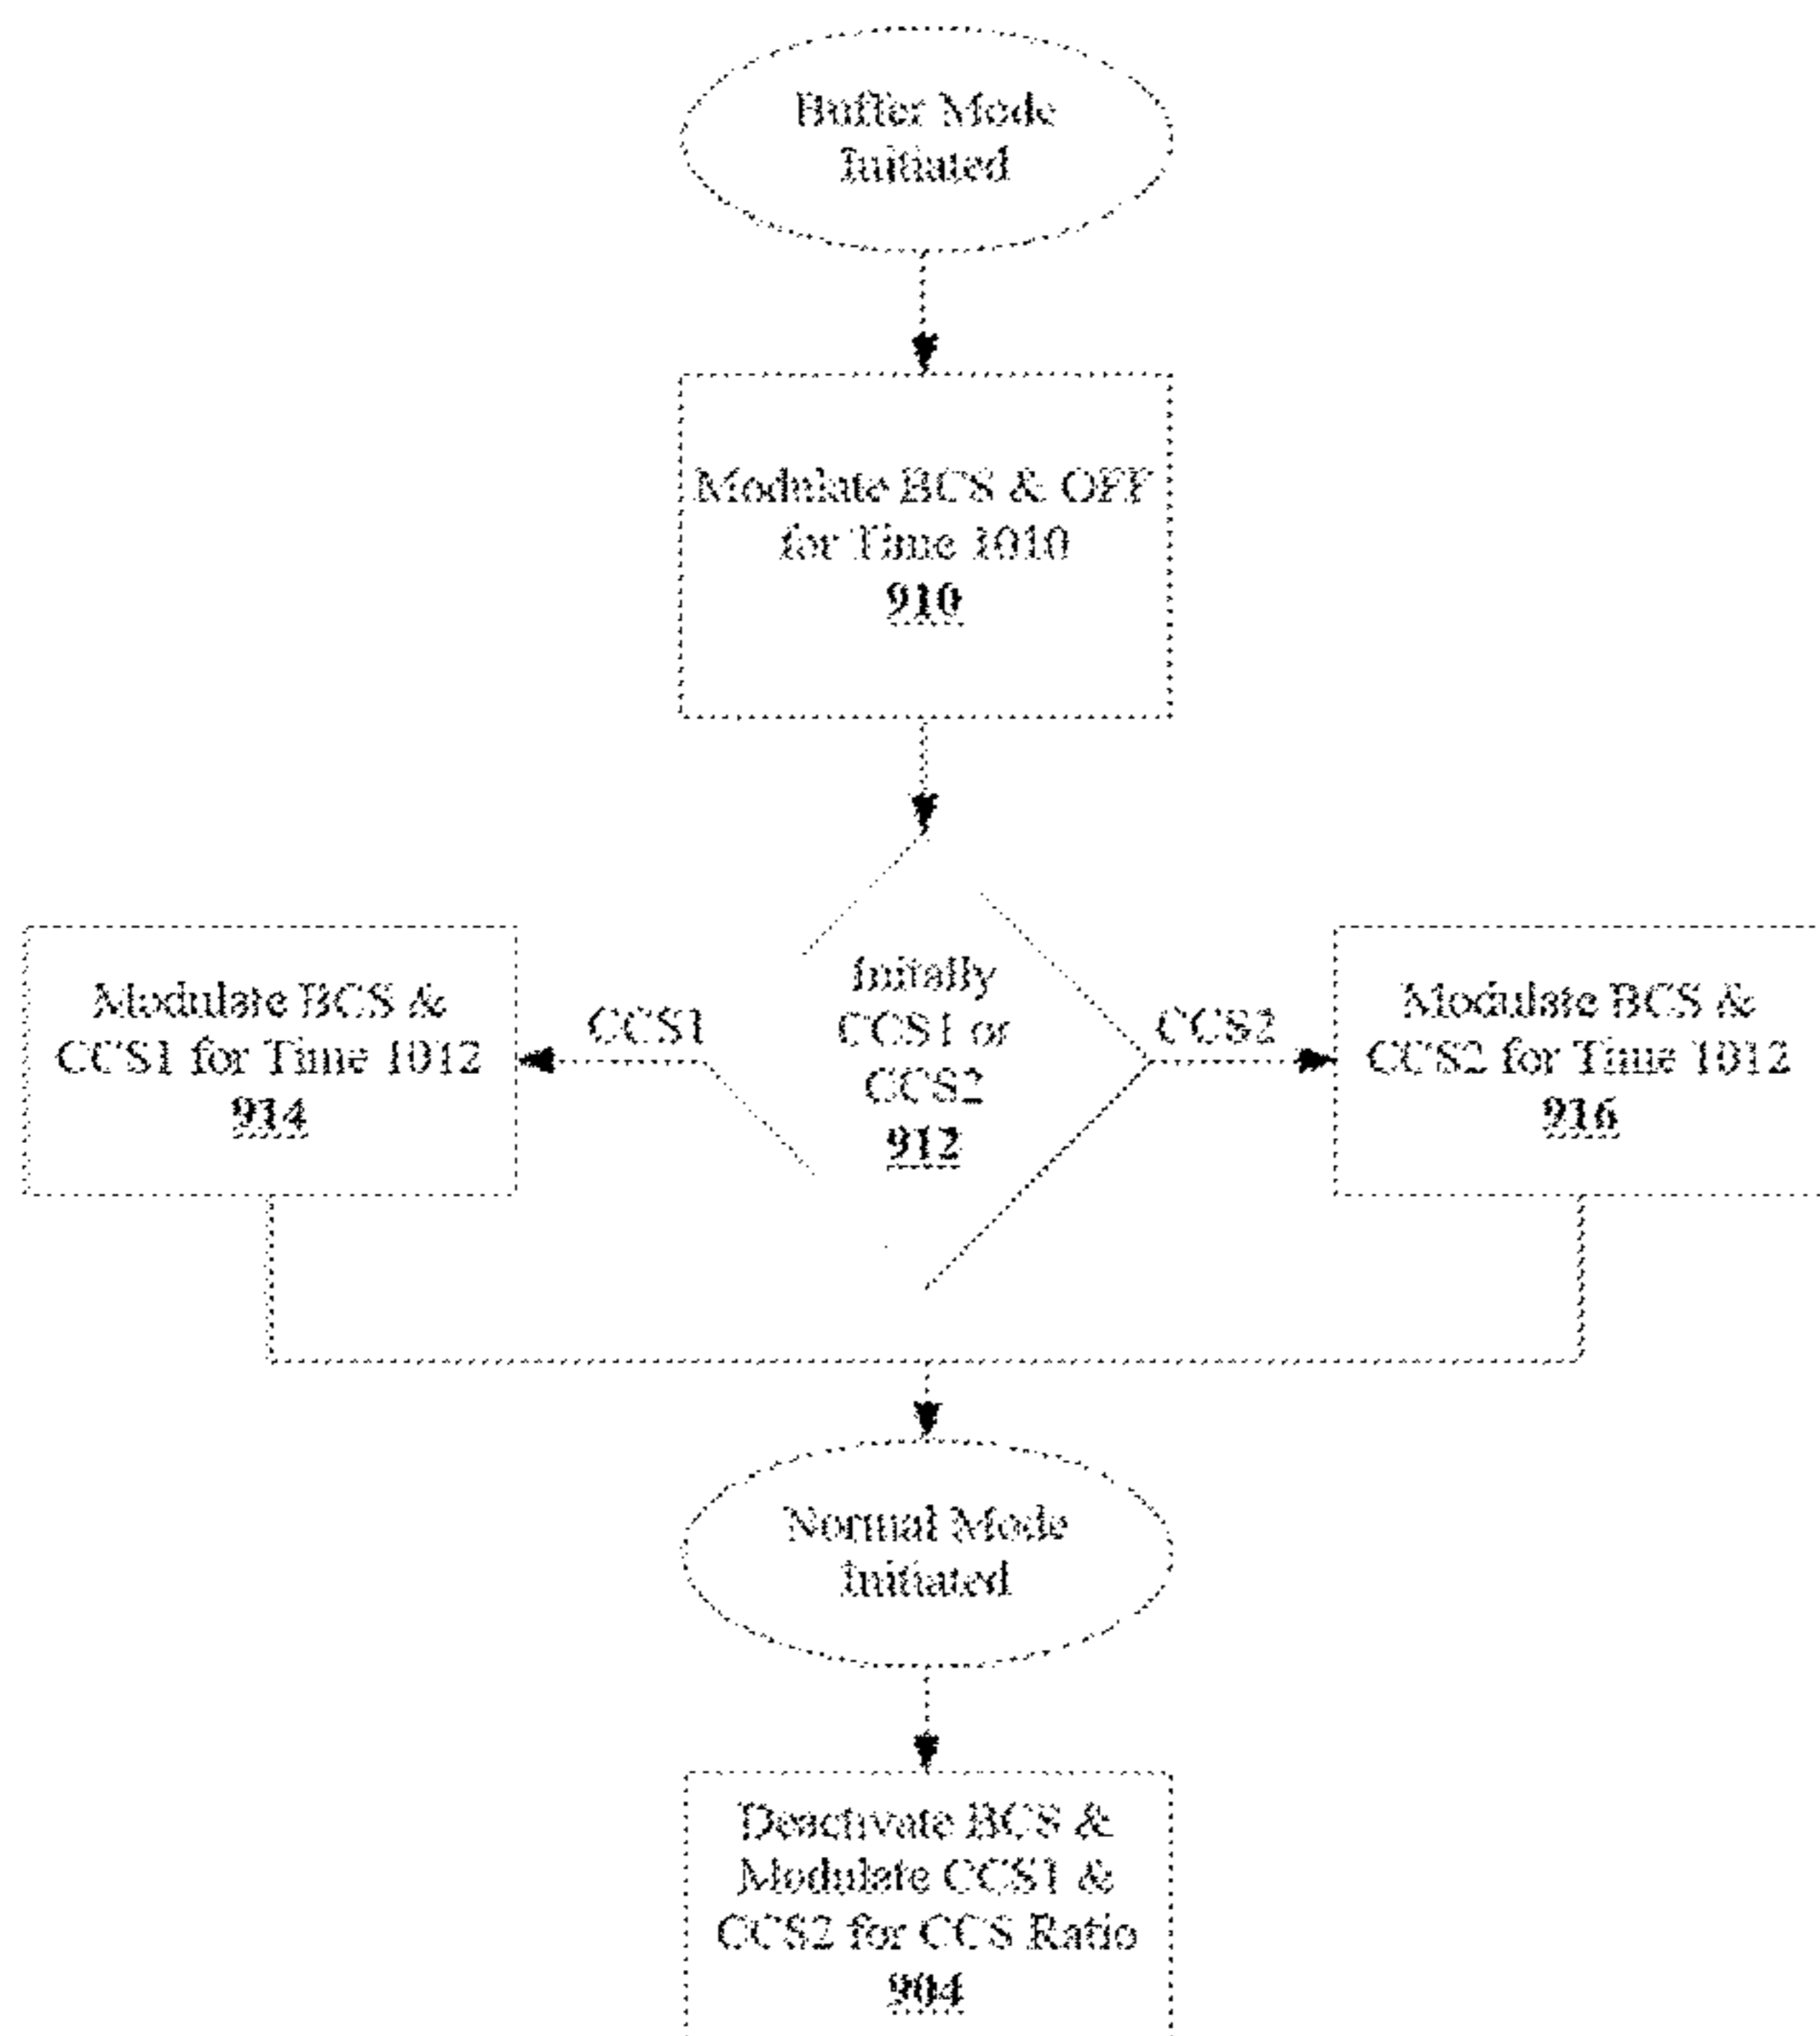 Buffer Mode
Initiated
Modulate BCS & OFF
for Time 1010
910
Initally
CCS1 or
CCS2
912
CCS1
CCS2
Modulate BCS &
CCS1 for Time 1012
914
Modulate BCS &
CCS2 for Time 1012
916
Normal Mode
Initiated
Deactivate BCS &
Modulate CCS1 &
CCS2 for CCS Ratio
904